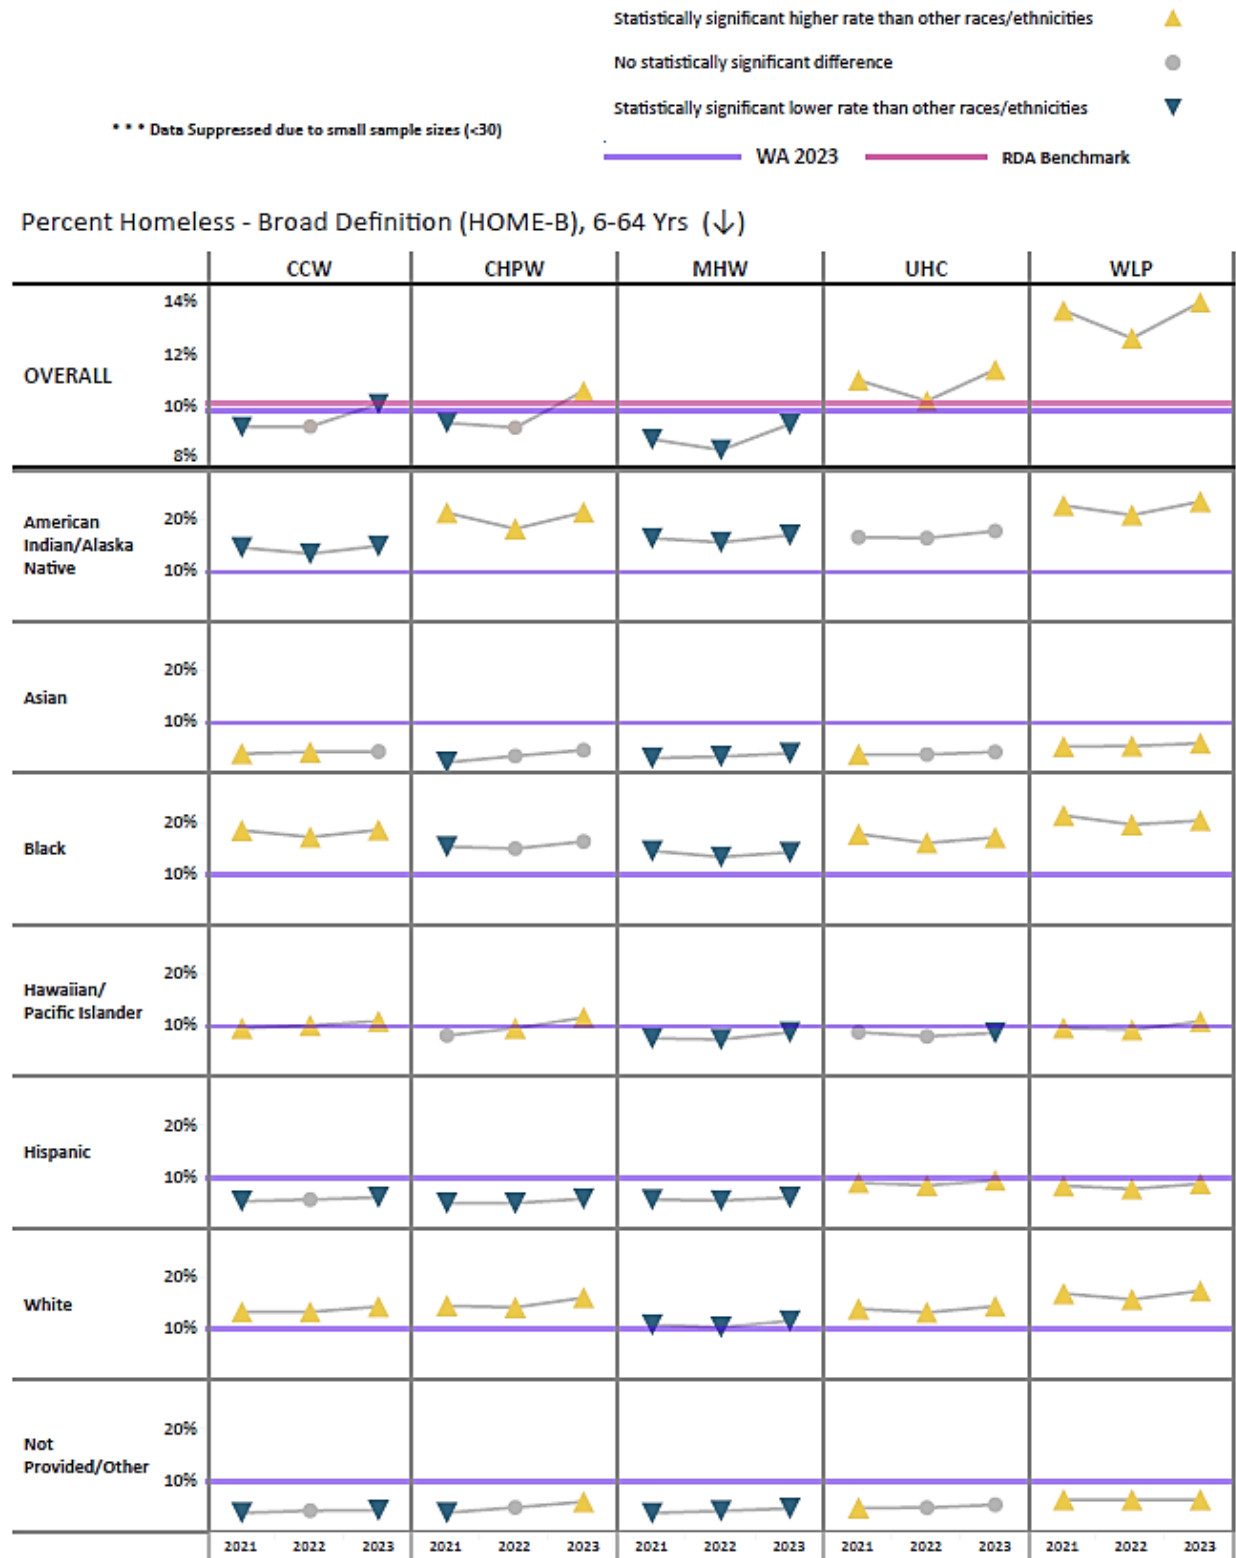 Statistically significant higher rate than other races/ethnicities
No statistically significant difference
Statistically significant lower rate than other races/ethnicities
* * * Data Suppressed due to small sample sizes (<30)
WA 2023 RDA Benchmark
Percent Homeless - Broad Definition (HOME-B), 6-64 Yrs (↓)
CCW CHPW MHW UHC WLP
14%
12%
OVERALL
10%
8%
20%
American
Indian/Alaska
Native
10%
20%
Asian
10%
20%
Black
10%
20%
Hawaiian/
Pacific Islander
10%
20%
Hispanic
10%
20%
White
10%
20%
Not
Provided/Other
10%
2021 2022 2023 2021 2022 2023 2021 2022 2023 2021 2022 2023 2021 2022 2023